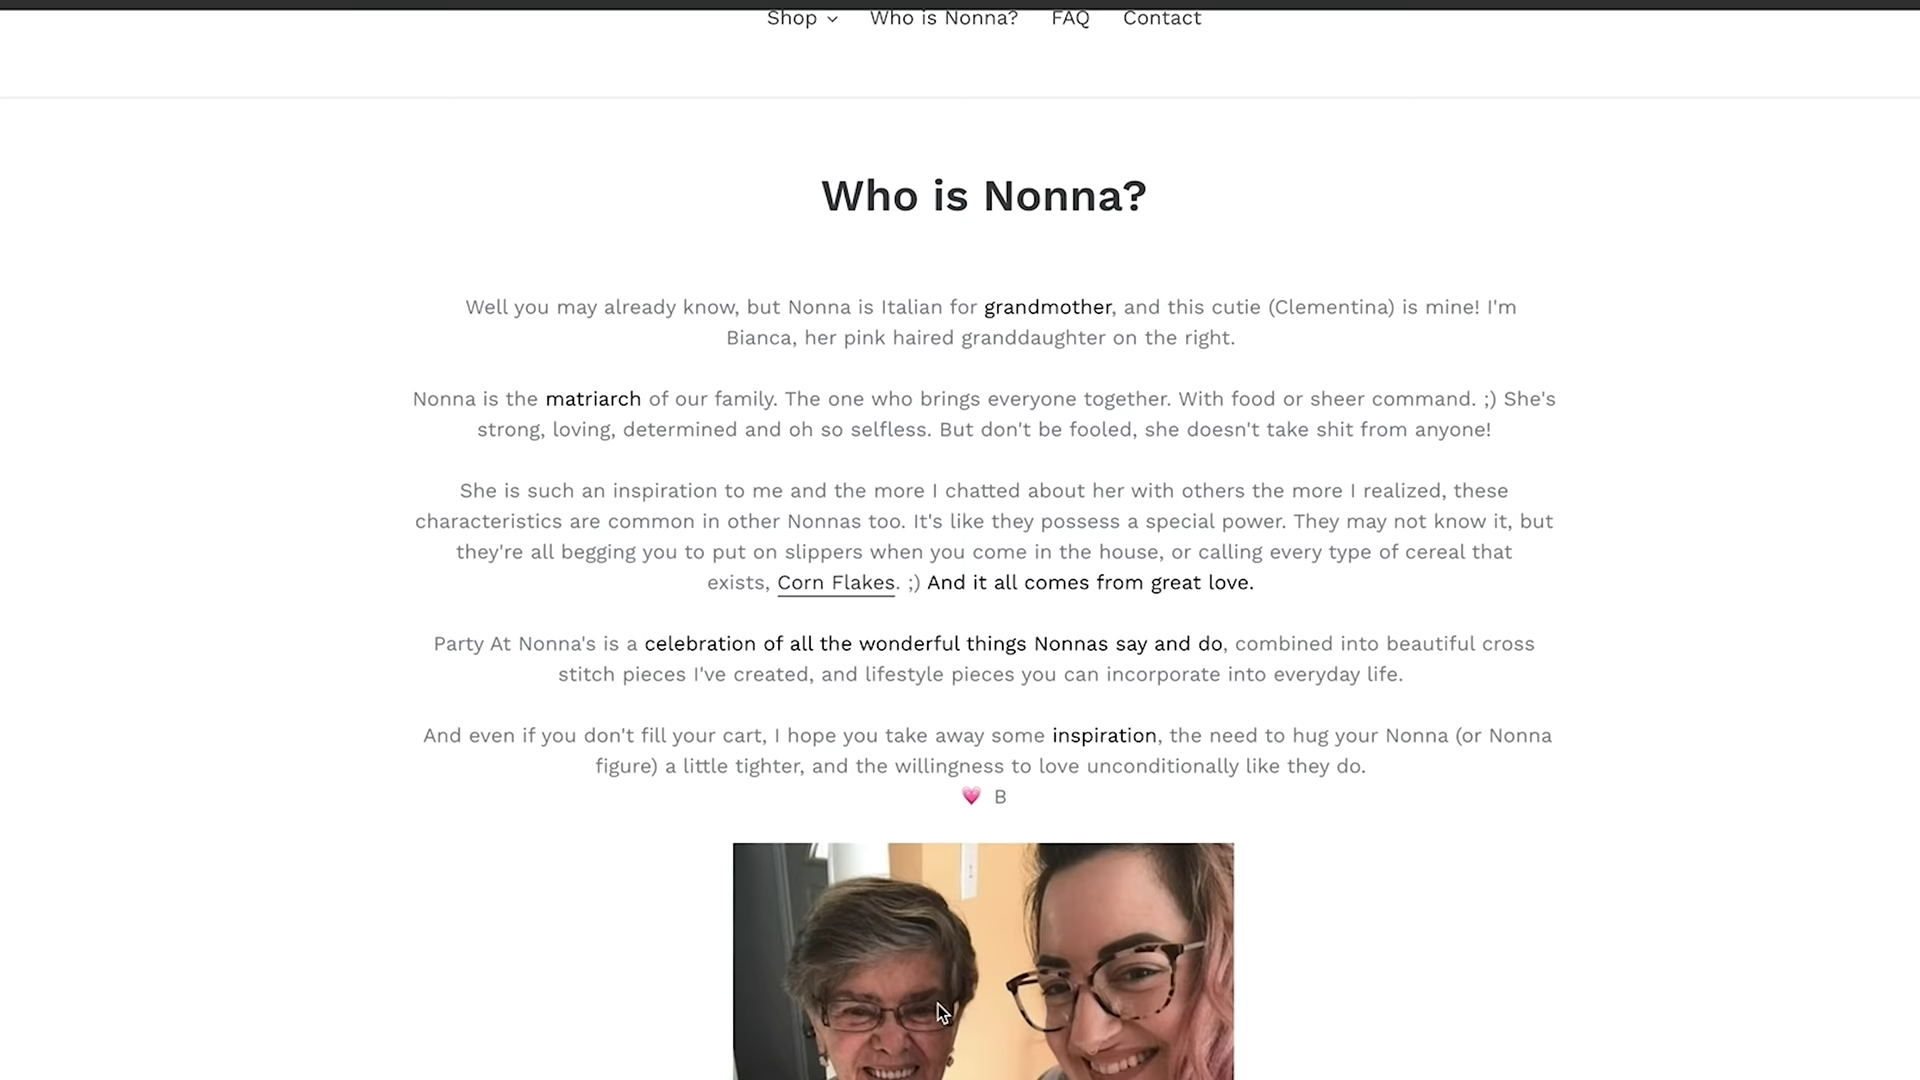 Shop Who is Nonna? FAQ Contact
Who is Nonna?
Well you may already know, but Nonna is Italian for grandmother, and this cutie (Clementina) is mine! I'm
Bianca, her pink haired granddaughter on the right.
Nonna is the matriarch of our family. The one who brings everyone together. With food or sheer command. ;) She's
strong, loving, determined and oh so selfless. But don't be fooled, she doesn't take shit from anyone!
She is such an inspiration to me and the more I chatted about her with others the more I realized, these
characteristics are common in other Nonnas too. It's like they possess a special power. They may not know it, but
they're all begging you to put on slippers when you come in the house, or calling every type of cereal that
exists, Corn Flakes. ;) And it all comes from great love.
Party At Nonna's is a celebration of all the wonderful things Nonnas say and do, combined into beautiful cross
stitch pieces I've created, and lifestyle pieces you can incorporate into everyday life.
And even if you don't fill your cart, I hope you take away some inspiration, the need to hug your Nonna (or Nonna
figure) a little tighter, and the willingness to love unconditionally like they do.
💗 B